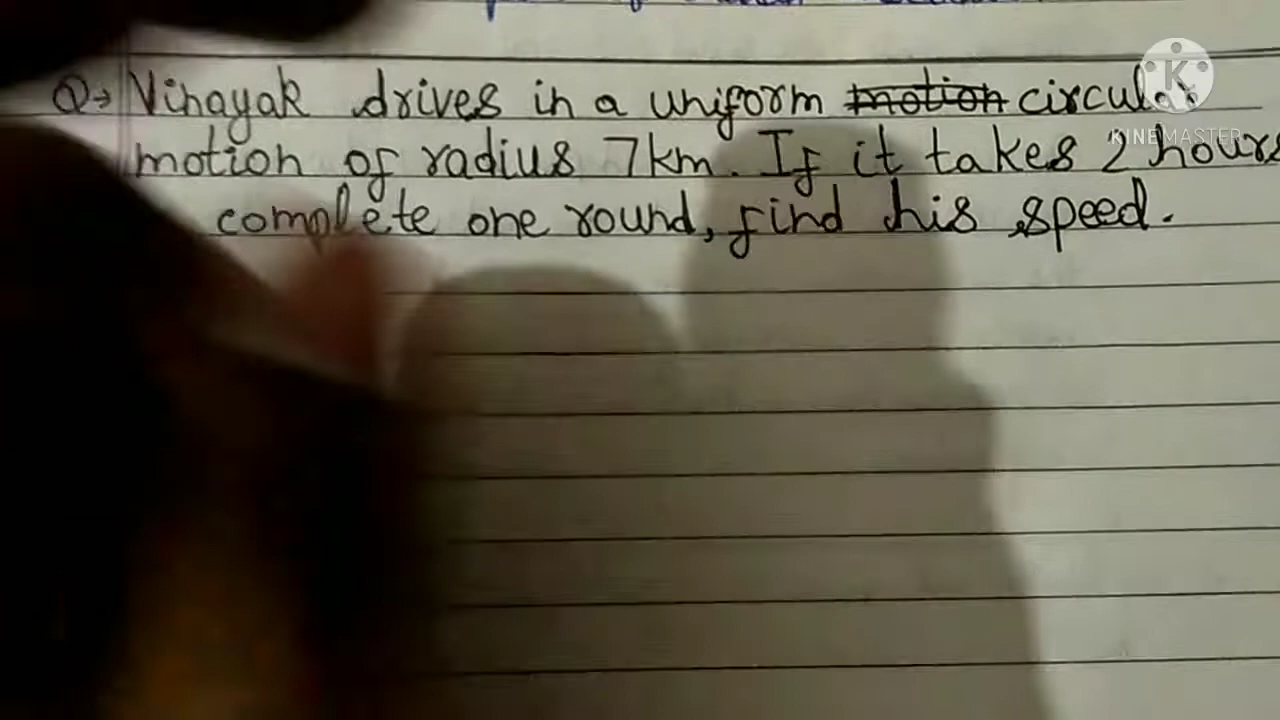 Q→ Vinayak drives in a uniform motion circular
motion of radius 7km. If it takes 2 hours
complete one round, find his speed.
KINEMASTER